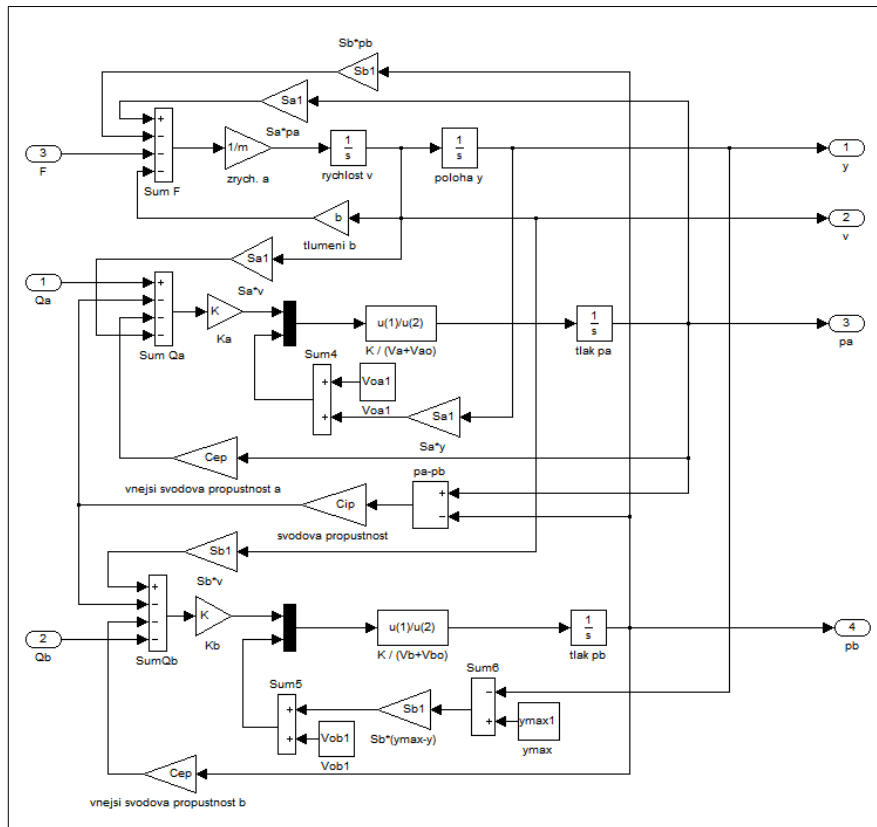 Sb*pb
Sb1
Sa1
+
−
−
−
Sum F
3
F
1/m
zrych. a
Sa*pa
1
s
rychlost v
1
s
poloha y
1
y
b
tlumeni b
2
v
Sa1
Sa*v
1
Qa
+
−
−
−
Sum Qa
K
Ka
u(1)/u(2)
K / (Va+Vao)
1
s
tlak pa
3
pa
Sum4
+
+
Voa1
Voa1
Sa1
Sa*y
Cep
vnejsi svodova propustnost a
pa-pb
+
−
Cip
svodova propustnost
Sb1
Sb*v
+
−
−
−
SumQb
2
Qb
K
Kb
u(1)/u(2)
K / (Vb+Vbo)
1
s
tlak pb
4
pb
Sum6
−
+
ymax1
ymax
Sum5
+
+
Sb1
Sb*(ymax-y)
Vob1
Vob1
Cep
vnejsi svodova propustnost b